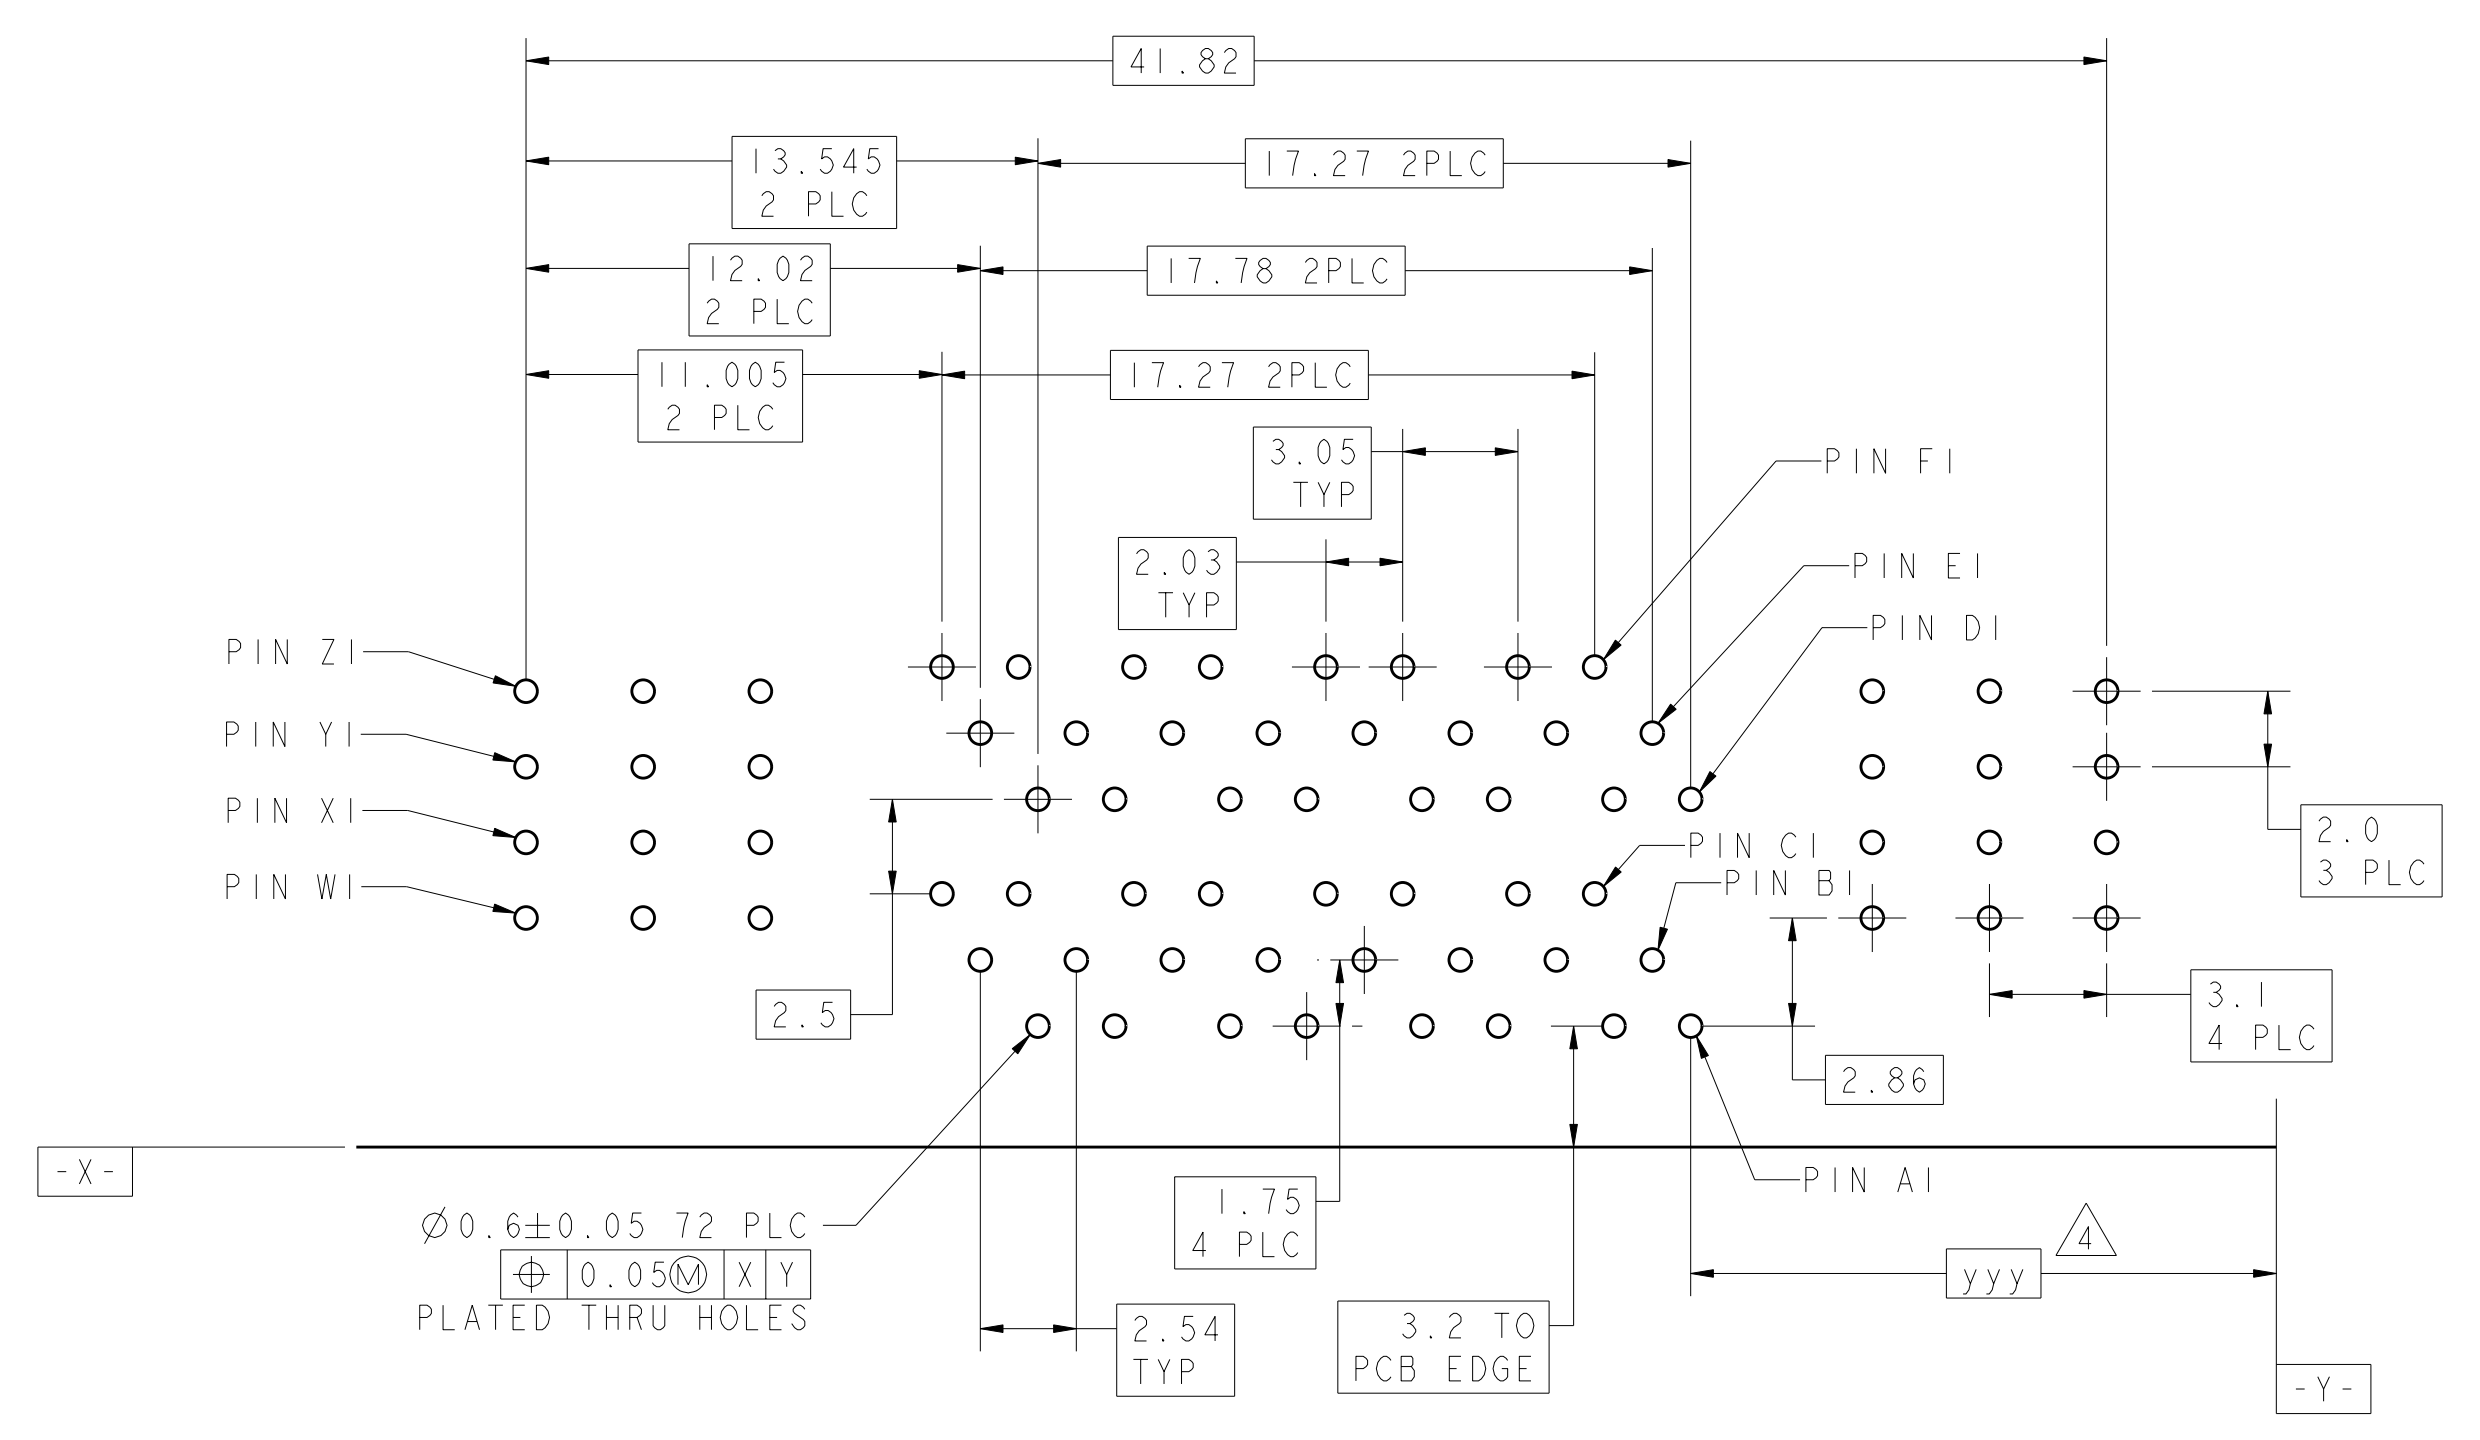 41.82
13.545
2 PLC
17.27 2PLC
12.02
2 PLC
17.78 2PLC
11.005
2 PLC
17.27 2PLC
3.05
TYP
PIN F1
2.03
TYP
PIN E1
PIN D1
PIN Z1
PIN Y1
PIN X1
PIN W1
2.0
3 PLC
PIN C1
PIN B1
2.5
3.1
4 PLC
2.86
-X-
PIN A1
1.75
4 PLC
∅0.6±0.05 72 PLC
⌖ 0.05Ⓜ X Y
PLATED THRU HOLES
4
yyy
2.54
TYP
3.2 TO
PCB EDGE
-Y-